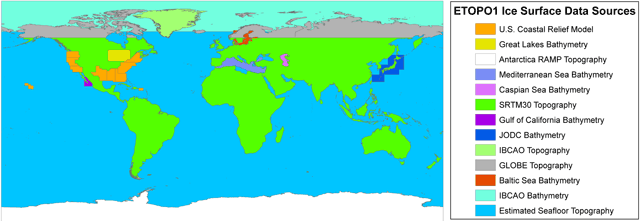 ETOPO1 Ice Surface Data Sources
U.S. Coastal Relief Model
Great Lakes Bathymetry
Antarctica RAMP Topography
Mediterranean Sea Bathymetry
Caspian Sea Bathymetry
SRTM30 Topography
Gulf of California Bathymetry
JODC Bathymetry
IBCAO Topography
GLOBE Topography
Baltic Sea Bathymetry
IBCAO Bathymetry
Estimated Seafloor Topography